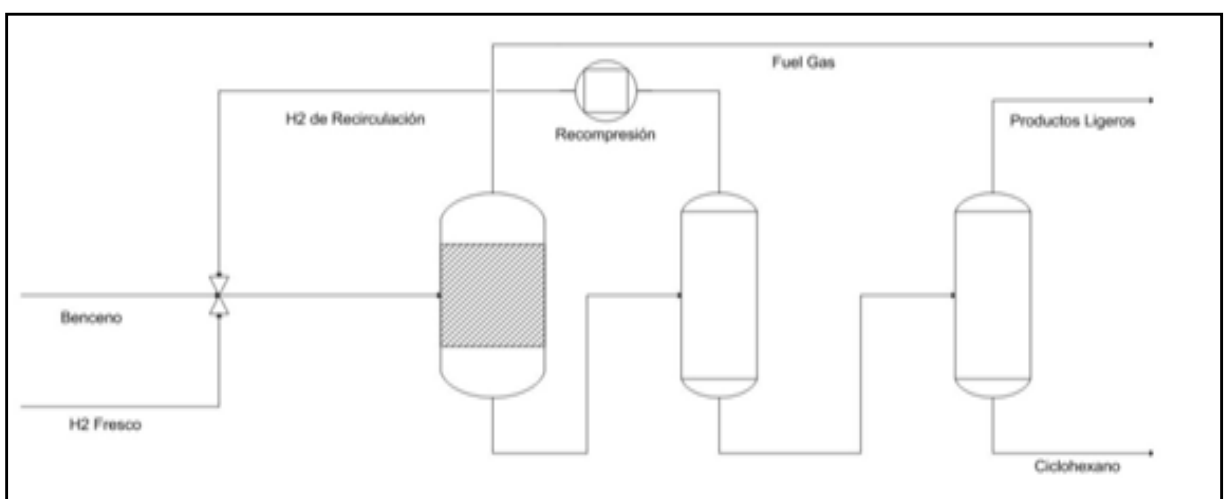 Fuel Gas
H2 de Recirculación
Recompresión
Productos Ligeros
Benceno
H2 Fresco
Ciclohexano